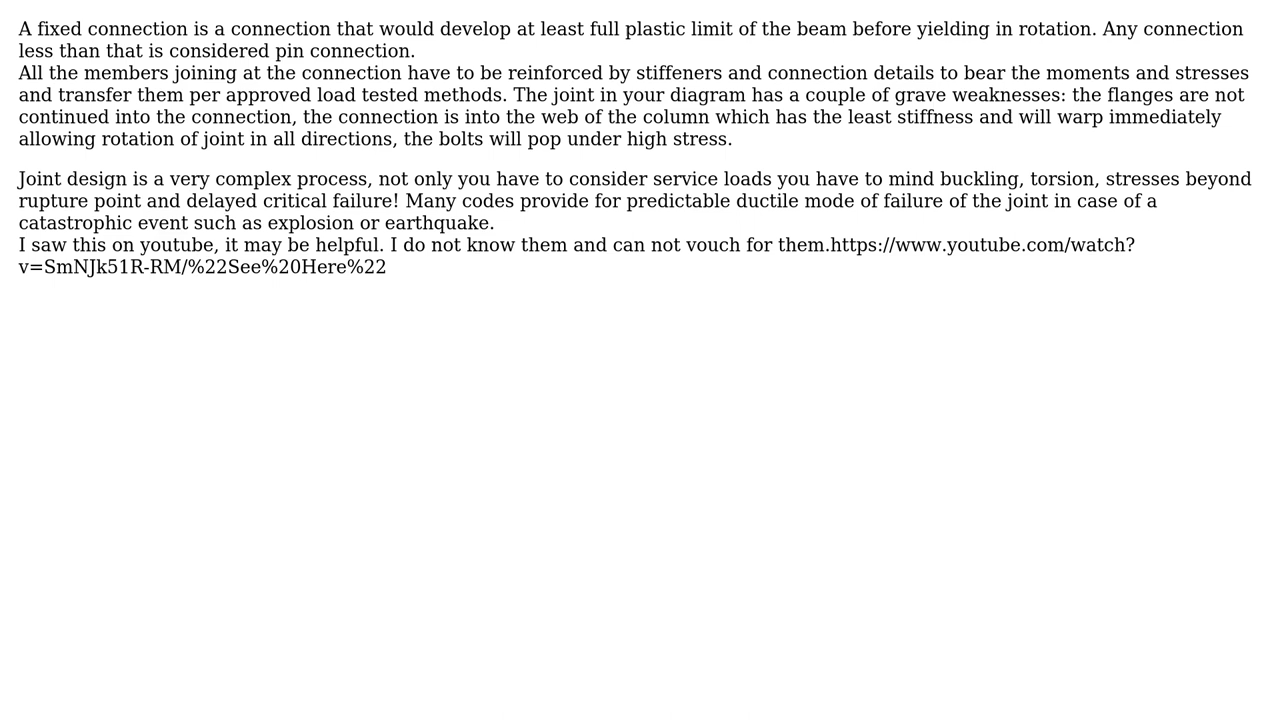 A fixed connection is a connection that would develop at least full plastic limit of the beam before yielding in rotation. Any connection
less than that is considered pin connection.
All the members joining at the connection have to be reinforced by stiffeners and connection details to bear the moments and stresses
and transfer them per approved load tested methods. The joint in your diagram has a couple of grave weaknesses: the flanges are not
continued into the connection, the connection is into the web of the column which has the least stiffness and will warp immediately
allowing rotation of joint in all directions, the bolts will pop under high stress.
Joint design is a very complex process, not only you have to consider service loads you have to mind buckling, torsion, stresses beyond
rupture point and delayed critical failure! Many codes provide for predictable ductile mode of failure of the joint in case of a
catastrophic event such as explosion or earthquake.
I saw this on youtube, it may be helpful. I do not know them and can not vouch for them.https://www.youtube.com/watch?
v=SmNJk51R-RM/%22See%20Here%22